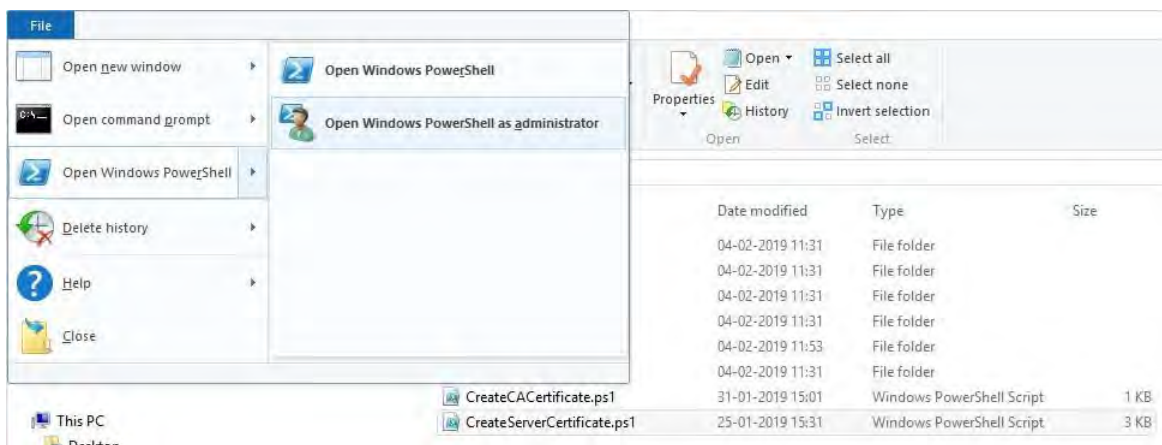 File
Open new window
Open command prompt
Open Windows PowerShell
Delete history
Help
Close
Open Windows PowerShell
Open Windows PowerShell as administrator
Properties
Open
Edit
History
Open
Select all
Select none
Invert selection
Select
Date modified Type Size
04-02-2019 11:31 File folder
04-02-2019 11:31 File folder
04-02-2019 11:31 File folder
04-02-2019 11:31 File folder
04-02-2019 11:53 File folder
04-02-2019 11:31 File folder
CreateCACertificate.ps1 31-01-2019 15:01 Windows PowerShell Script 1 KB
CreateServerCertificate.ps1 25-01-2019 15:31 Windows PowerShell Script 3 KB
This PC